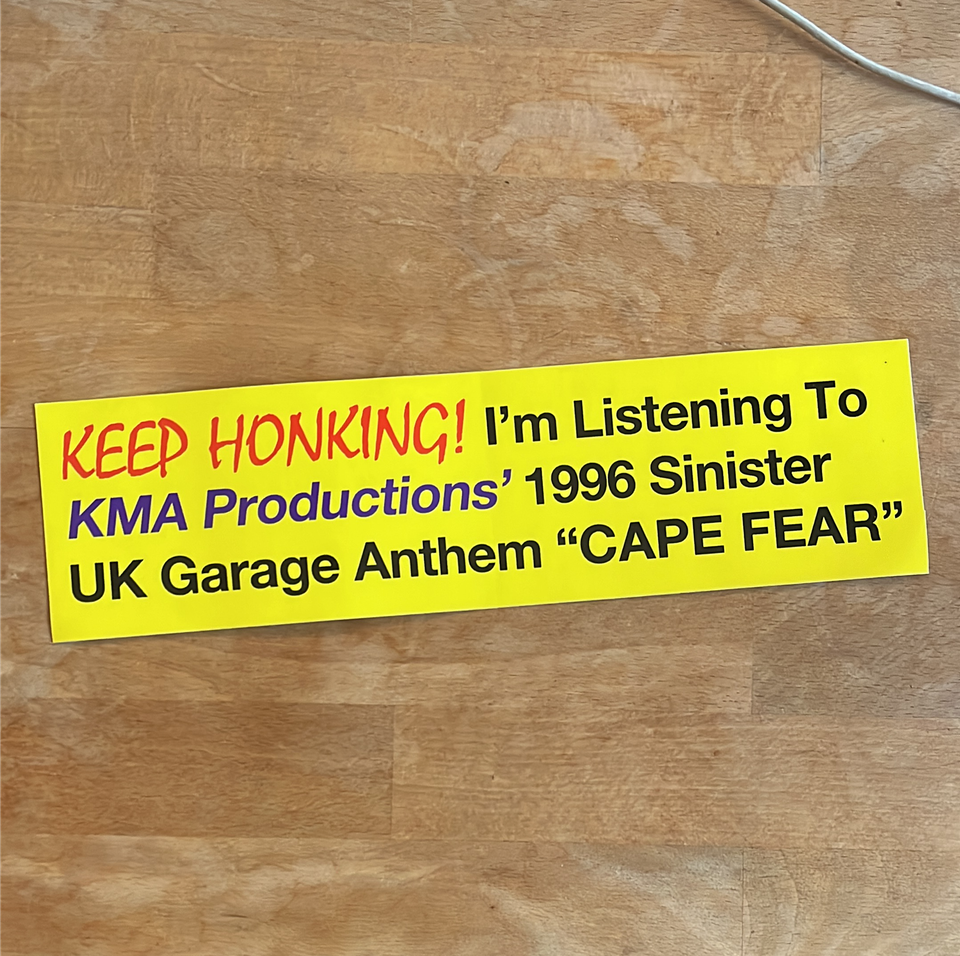 KEEP HONKING! I’m Listening To
KMA Productions’ 1996 Sinister
UK Garage Anthem “CAPE FEAR”